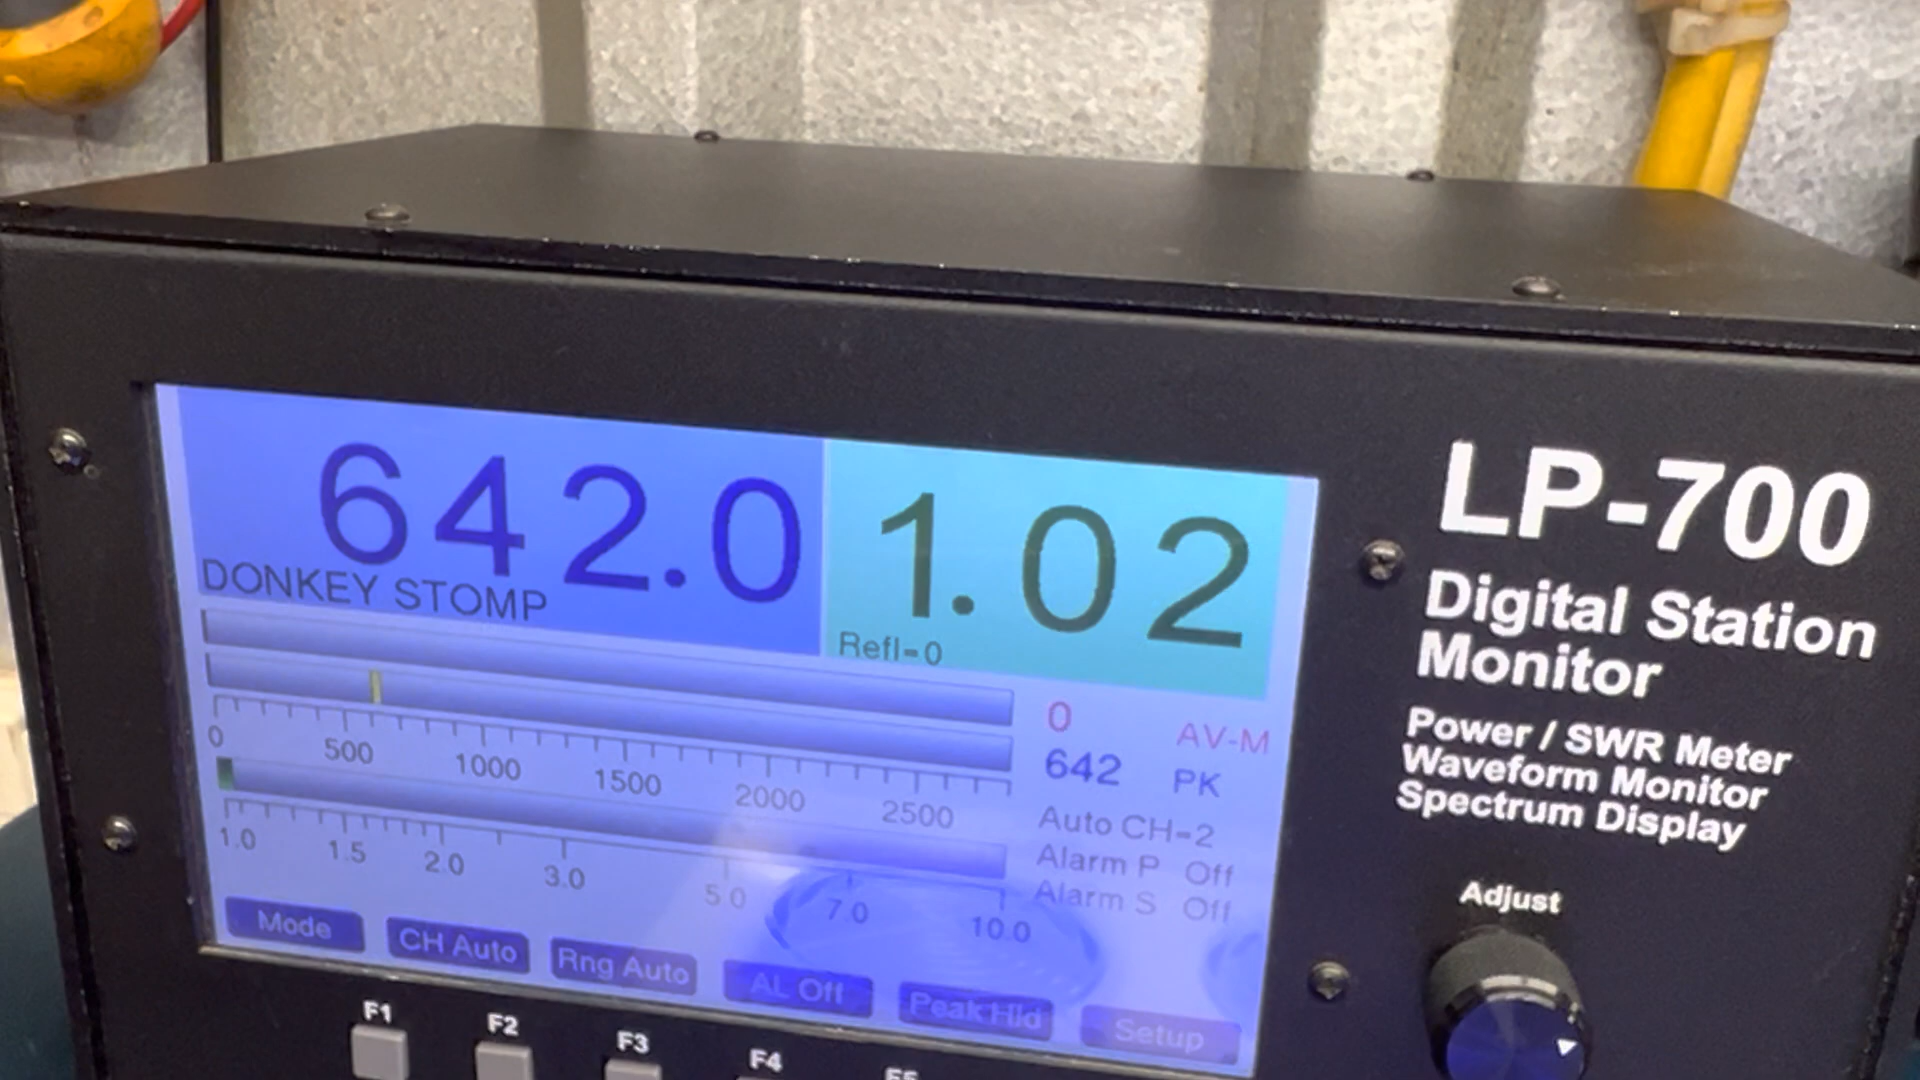 642.0
DONKEY STOMP
1.02
Refl=0
0 AV-M
642 PK
0 500 1000 1500 2000 2500
Auto CH=2
Alarm P Off
Alarm S Off
1.0 1.5 2.0 3.0 5.0 7.0 10.0
Mode CH Auto Rng Auto AL Off Peak Hld Setup
F1 F2 F3 F4 F5
LP-700
Digital Station
Monitor
Power / SWR Meter
Waveform Monitor
Spectrum Display
Adjust